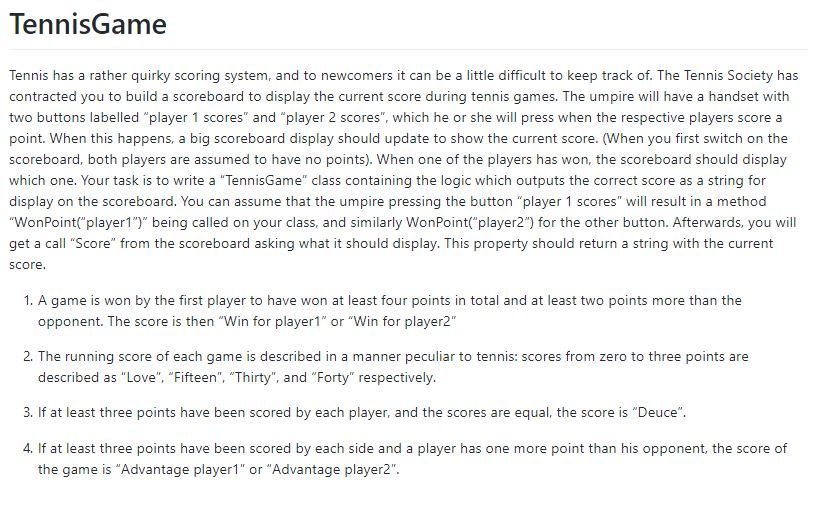 TennisGame
Tennis has a rather quirky scoring system, and to newcomers it can be a little difficult to keep track of. The Tennis Society has
contracted you to build a scoreboard to display the current score during tennis games. The umpire will have a handset with
two buttons labelled “player 1 scores” and “player 2 scores”, which he or she will press when the respective players score a
point. When this happens, a big scoreboard display should update to show the current score. (When you first switch on the
scoreboard, both players are assumed to have no points). When one of the players has won, the scoreboard should display
which one. Your task is to write a “TennisGame” class containing the logic which outputs the correct score as a string for
display on the scoreboard. You can assume that the umpire pressing the button “player 1 scores” will result in a method
“WonPoint(“player1”)” being called on your class, and similarly WonPoint(“player2”) for the other button. Afterwards, you will
get a call “Score” from the scoreboard asking what it should display. This property should return a string with the current
score.
1. A game is won by the first player to have won at least four points in total and at least two points more than the
opponent. The score is then “Win for player1” or “Win for player2”
2. The running score of each game is described in a manner peculiar to tennis: scores from zero to three points are
described as “Love”, “Fifteen”, “Thirty”, and “Forty” respectively.
3. If at least three points have been scored by each player, and the scores are equal, the score is “Deuce”.
4. If at least three points have been scored by each side and a player has one more point than his opponent, the score of
the game is “Advantage player1” or “Advantage player2”.